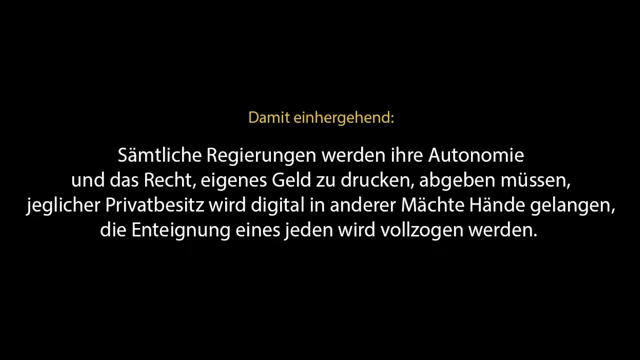 Damit einhergehend:
Sämtliche Regierungen werden ihre Autonomie
und das Recht, eigenes Geld zu drucken, abgeben müssen,
jeglicher Privatbesitz wird digital in anderer Mächte Hände gelangen,
die Enteignung eines jeden wird vollzogen werden.